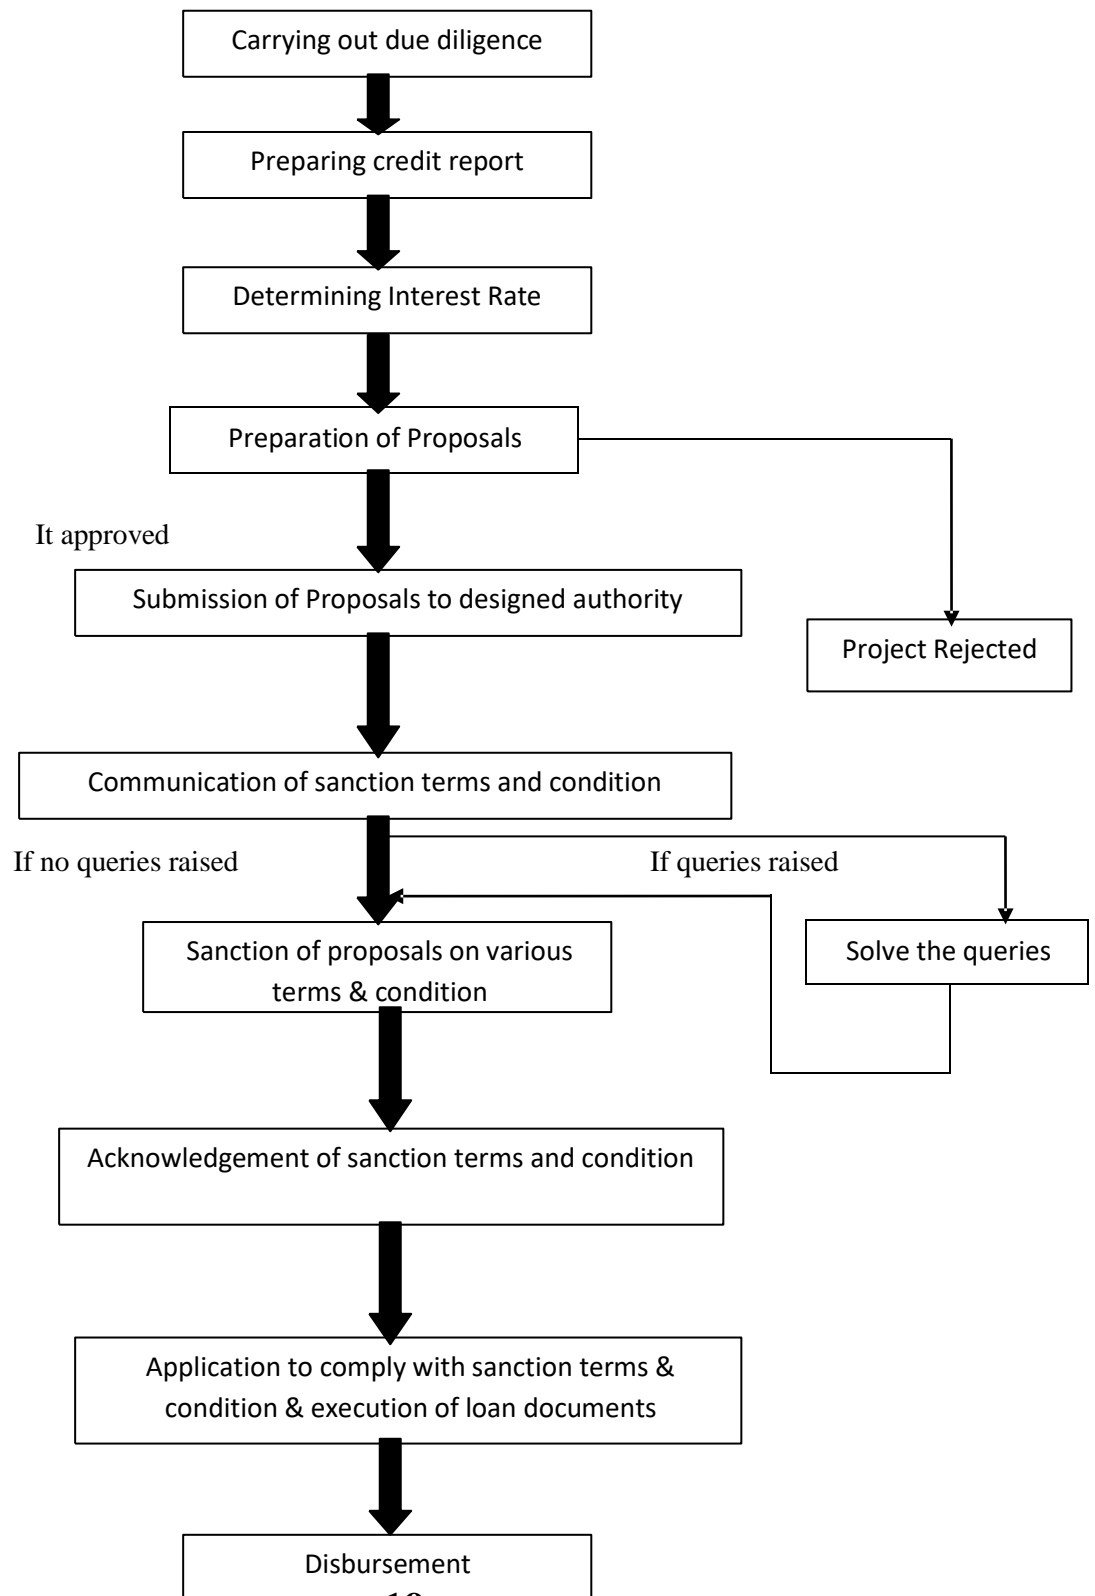 Carrying out due diligence
Preparing credit report
Determining Interest Rate
Preparation of Proposals
It approved
Submission of Proposals to designed authority
Project Rejected
Communication of sanction terms and condition
If no queries raised
If queries raised
Sanction of proposals on various
terms & condition
Solve the queries
Acknowledgement of sanction terms and condition
Application to comply with sanction terms &
condition & execution of loan documents
Disbursement